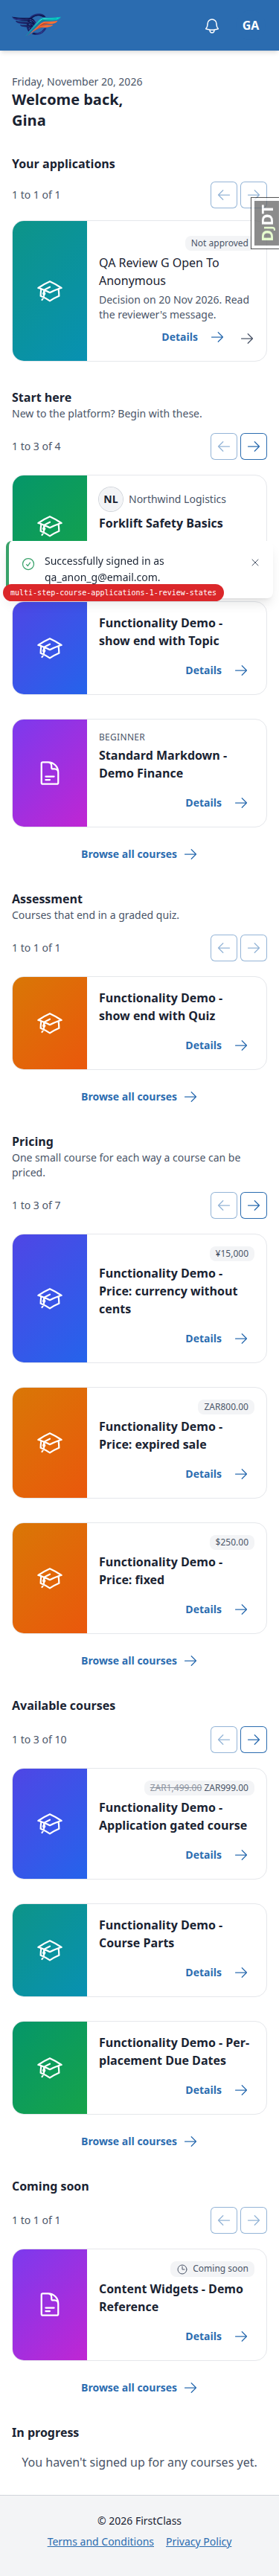 GA
Friday, November 20, 2026
Welcome back,
Gina
Your applications
1 to 1 of 1
DjDT
Not approved
QA Review G Open To
Anonymous
Decision on 20 Nov 2026. Read
the reviewer's message.
Details
Start here
New to the platform? Begin with these.
1 to 3 of 4
NL Northwind Logistics
Forklift Safety Basics
Successfully signed in as
qa_anon_g@email.com.
multi-step-course-applications-1-review-states
Functionality Demo -
show end with Topic
Details
BEGINNER
Standard Markdown -
Demo Finance
Details
Browse all courses
Assessment
Courses that end in a graded quiz.
1 to 1 of 1
Functionality Demo -
show end with Quiz
Details
Browse all courses
Pricing
One small course for each way a course can be
priced.
1 to 3 of 7
¥15,000
Functionality Demo -
Price: currency without
cents
Details
ZAR800.00
Functionality Demo -
Price: expired sale
Details
$250.00
Functionality Demo -
Price: fixed
Details
Browse all courses
Available courses
1 to 3 of 10
ZAR1,499.00 ZAR999.00
Functionality Demo -
Application gated course
Details
Functionality Demo -
Course Parts
Details
Functionality Demo - Per-
placement Due Dates
Details
Browse all courses
Coming soon
1 to 1 of 1
Coming soon
Content Widgets - Demo
Reference
Details
Browse all courses
In progress
You haven't signed up for any courses yet.
© 2026 FirstClass
Terms and Conditions Privacy Policy